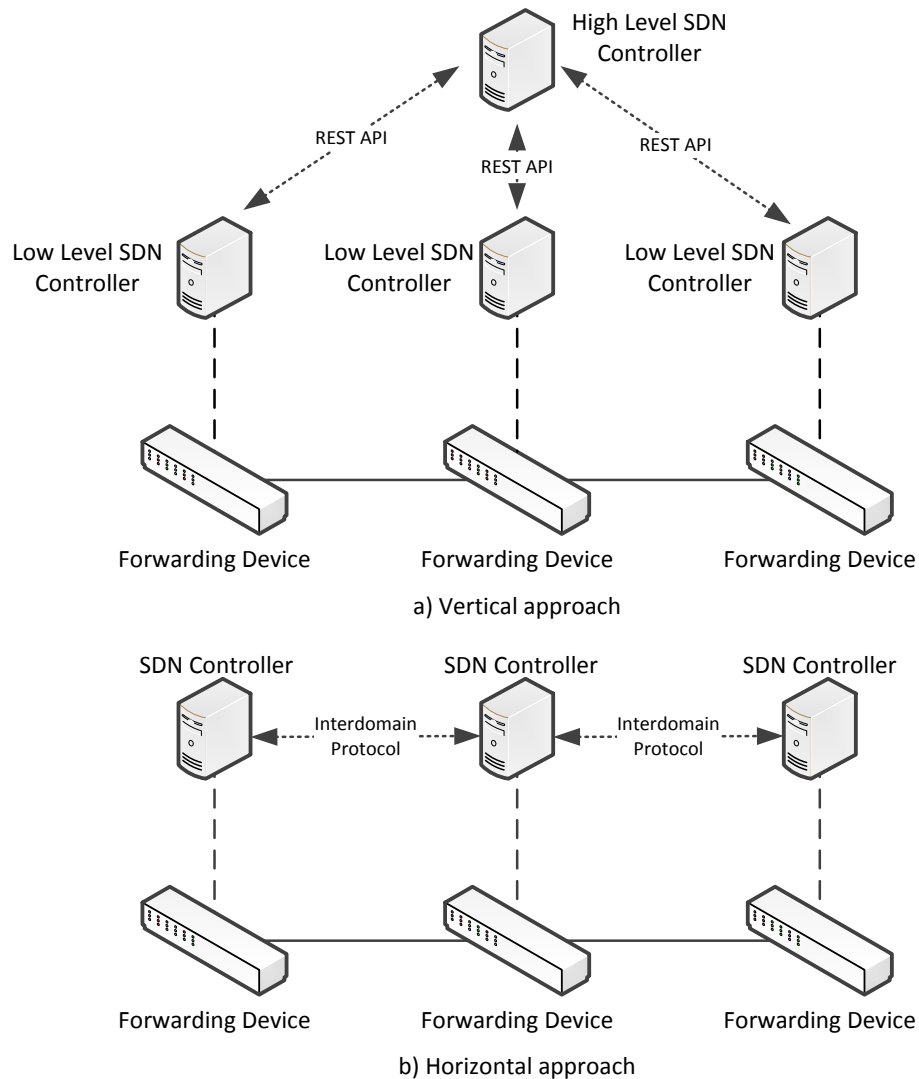 High Level SDN
Controller
REST API
REST API
REST API
Low Level SDN
Controller
Low Level SDN
Controller
Low Level SDN
Controller
Forwarding Device
Forwarding Device
Forwarding Device
a) Vertical approach
SDN Controller
SDN Controller
SDN Controller
Interdomain
Protocol
Interdomain
Protocol
Forwarding Device
Forwarding Device
Forwarding Device
b) Horizontal approach